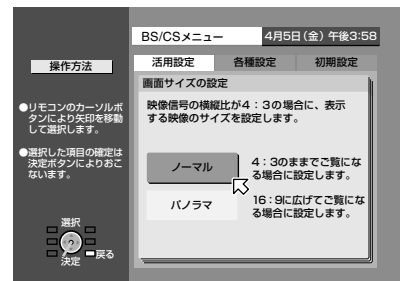 BS/CSメニュー
4月5日(金)午後3:58
操作方法
活用設定
各種設定
初期設定
画面サイズの設定
●リモコンのカーソルボ
タンにより矢印を移動
して選択します。
●選択した項目の確定は
決定ボタンによりおこ
ないます。
映像信号の横縦比が4：3の場合に、表示
する映像のサイズを設定します。
ノーマル
4：3のままでご覧にな
る場合に設定します。
パノラマ
16：9に広げてご覧にな
る場合に設定します。
選択
?
戻る
決定